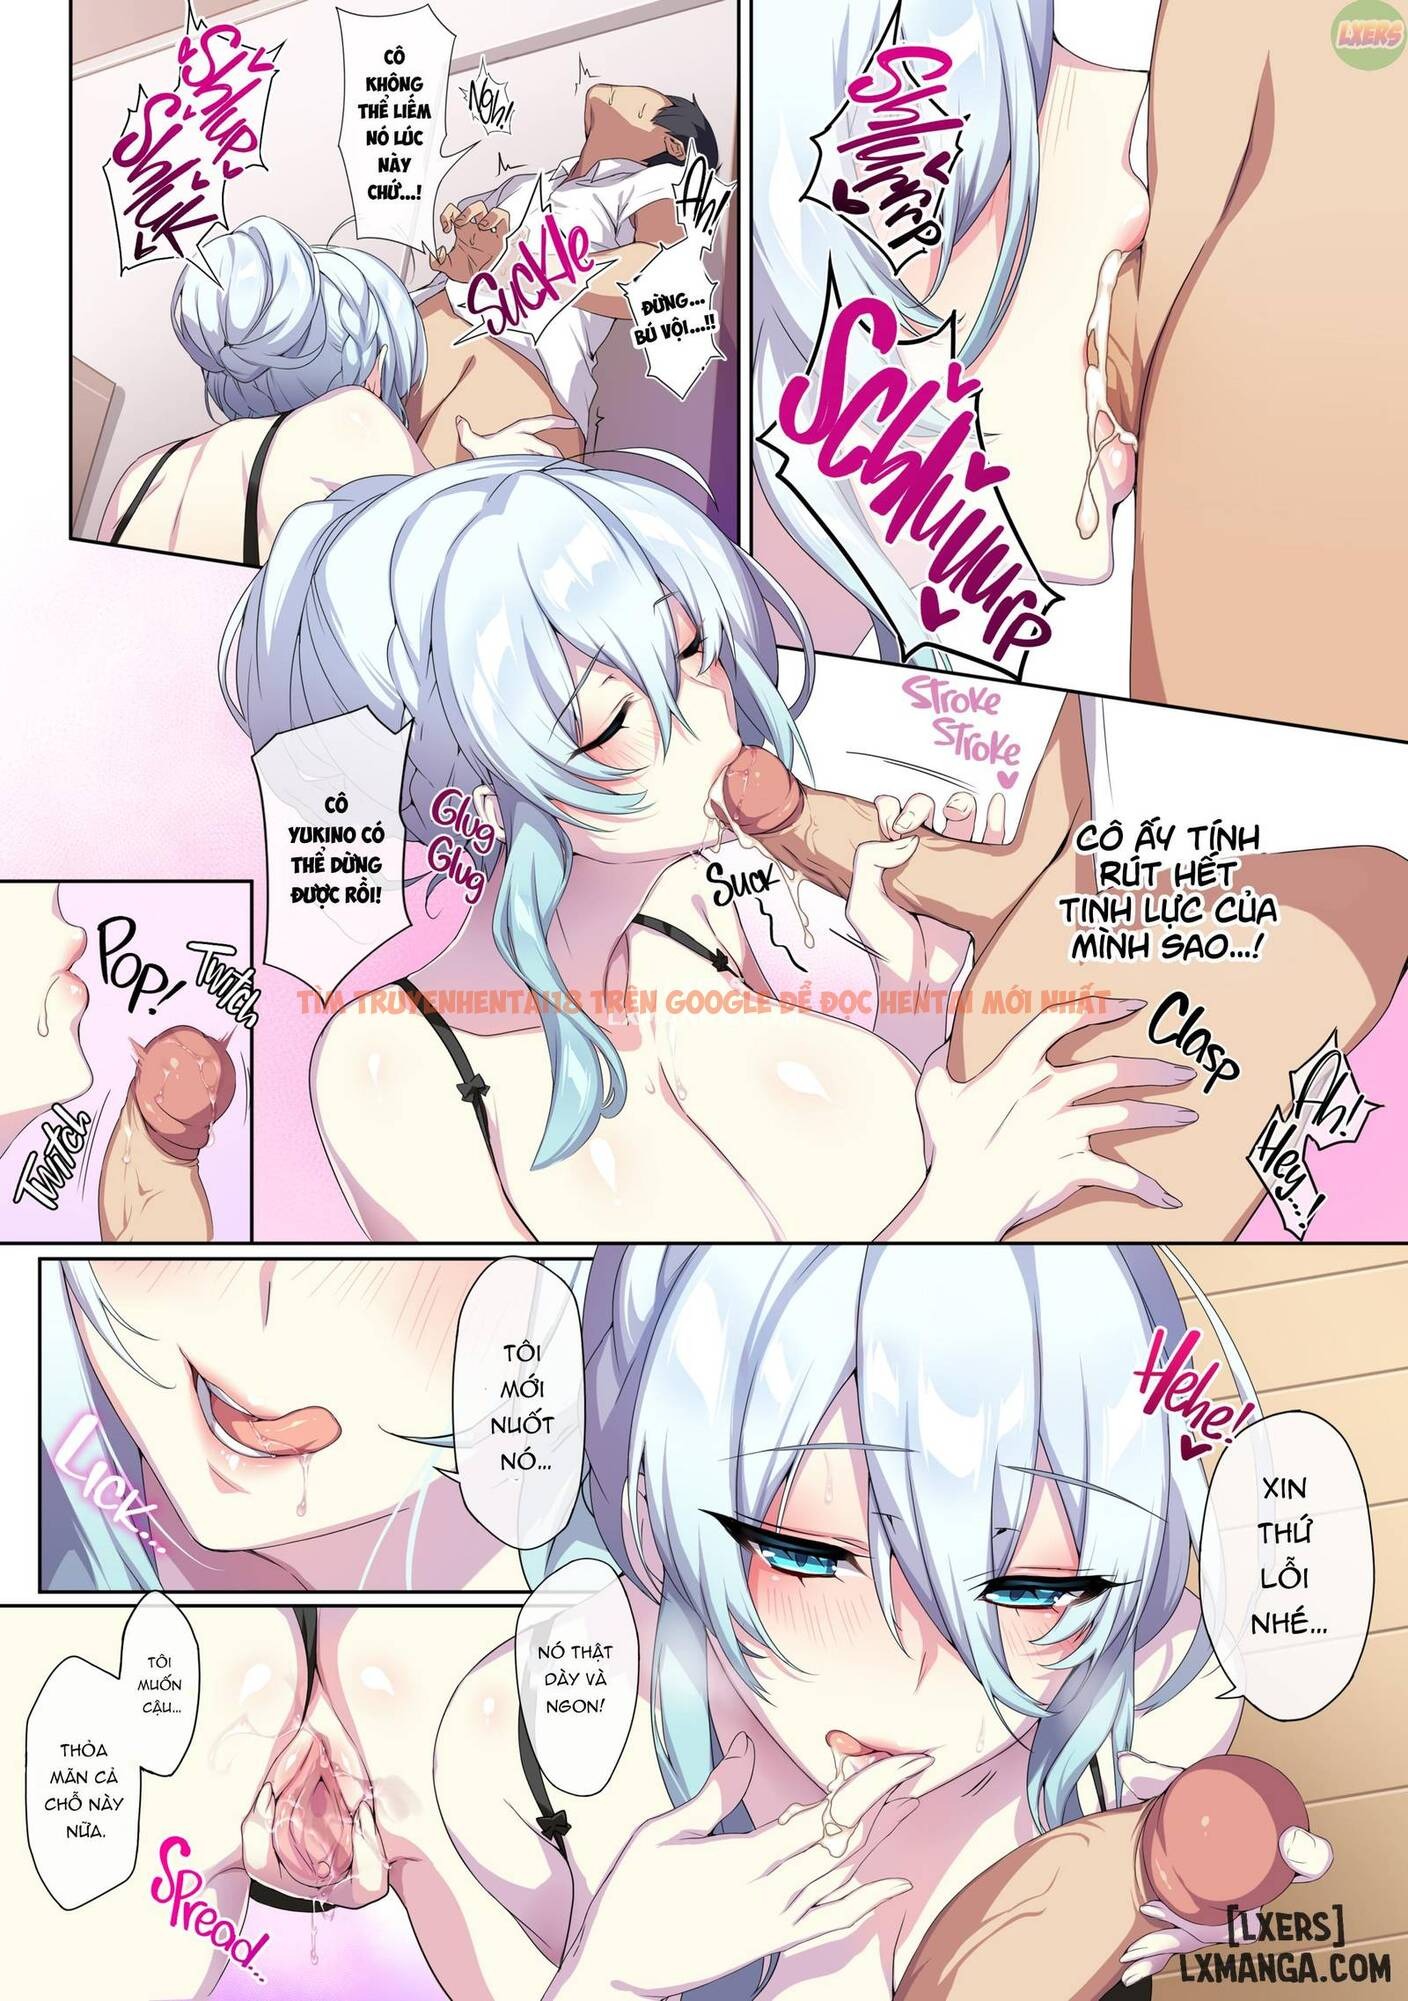 LXERS
Shlurrp
Schluuurp
CÔ
KHÔNG
THỂ LIẾM
NÓ LÚC
NÀY
CHỨ...!
Ngh!
Ah!
Shlurp
Shluk
Suckle
ĐỪNG...
BÚ VỘI...!!
Stroke
Stroke
CÔ
YUKINO CÓ
THỂ DỪNG
ĐƯỢC RỒI!
Glug
Glug
Suck
CÔ ẤY TÍNH
RÚT HẾT
TINH LỰC CỦA
MÌNH SAO...!
TÌM TRUYENHENTAI18 TRÊN GOOGLE ĐỂ ĐỌC HENTAI MỚI NHẤT
Clasp
Ah!
Hey...!
Pop!
Twitch
Twitch
TÔI
MỚI
NUỐT
NÓ...
LICK...
Hehe!
XIN
THỨ
LỖI
NHÉ...
NÓ THẬT
DÀY VÀ
NGON!
TÔI
MUỐN
CẬU...
THỎA
MÃN CẢ
CHỖ NÀY
NỮA.
Spread...
[LXERS]
LXMANGA.COM